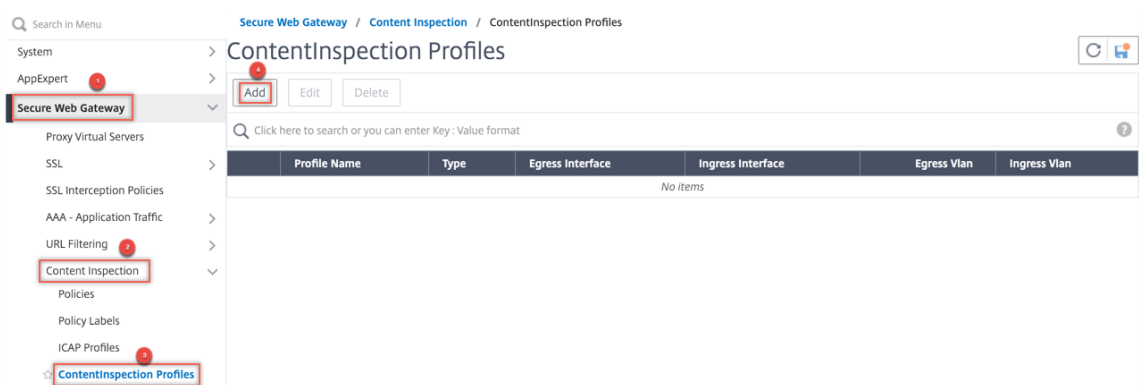 Search in Menu
System
AppExpert
1
Secure Web Gateway
Proxy Virtual Servers
SSL
SSL Interception Policies
AAA - Application Traffic
URL Filtering
2
Content Inspection
Policies
Policy Labels
ICAP Profiles
3
ContentInspection Profiles
Secure Web Gateway / Content Inspection / ContentInspection Profiles
ContentInspection Profiles
4
Add Edit Delete
Click here to search or you can enter Key : Value format ?
Profile Name Type Egress Interface Ingress Interface Egress Vlan Ingress Vlan
No items